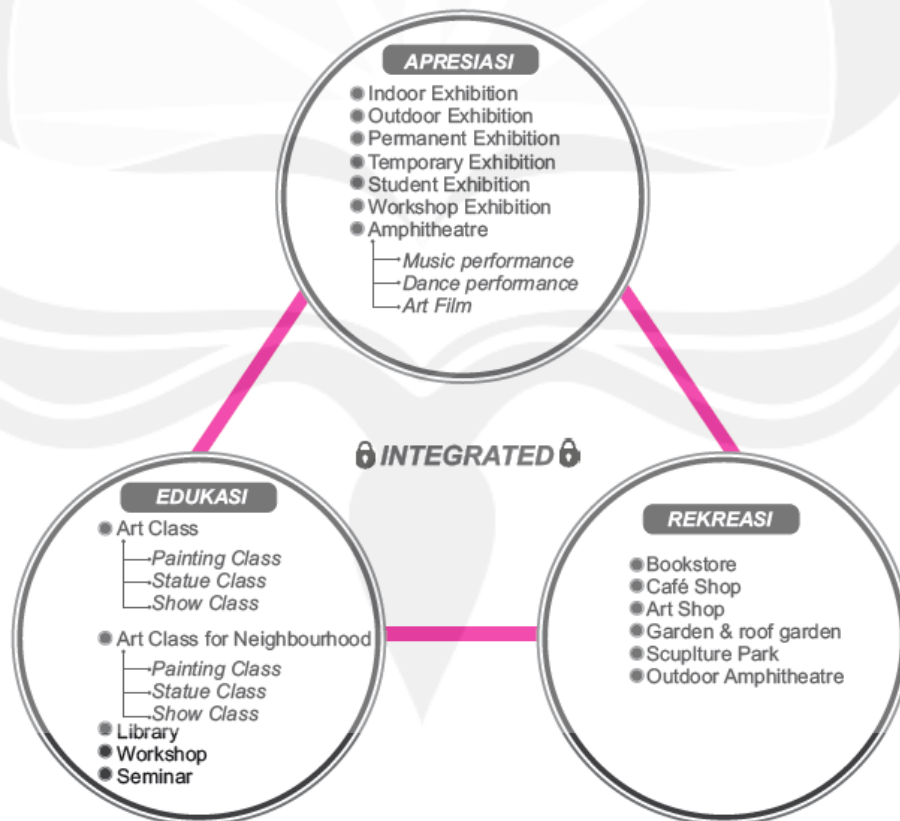 APRESIASI
Indoor Exhibition
Outdoor Exhibition
Permanent Exhibition
Temporary Exhibition
Student Exhibition
Workshop Exhibition
Amphitheatre
Music performance
Dance performance
Art Film
INTEGRATED
EDUKASI
Art Class
Painting Class
Statue Class
Show Class
Art Class for Neighbourhood
Painting Class
Statue Class
Show Class
Library
Workshop
Seminar
REKREASI
Bookstore
Café Shop
Art Shop
Garden & roof garden
Scuplture Park
Outdoor Amphitheatre